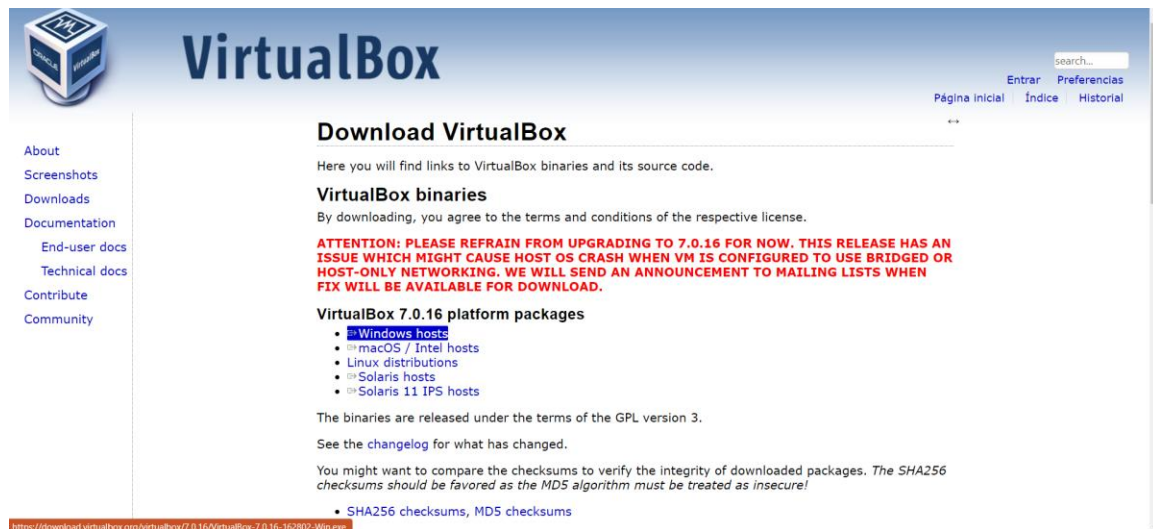 VirtualBox
search...
Entrar Preferencias
Página inicial Índice Historial
About
Screenshots
Downloads
Documentation
End-user docs
Technical docs
Contribute
Community
Download VirtualBox
Here you will find links to VirtualBox binaries and its source code.
VirtualBox binaries
By downloading, you agree to the terms and conditions of the respective license.
ATTENTION: PLEASE REFRAIN FROM UPGRADING TO 7.0.16 FOR NOW. THIS RELEASE HAS AN
ISSUE WHICH MIGHT CAUSE HOST OS CRASH WHEN VM IS CONFIGURED TO USE BRIDGED OR
HOST-ONLY NETWORKING. WE WILL SEND AN ANNOUNCEMENT TO MAILING LISTS WHEN
FIX WILL BE AVAILABLE FOR DOWNLOAD.
VirtualBox 7.0.16 platform packages
• Windows hosts
• macOS / Intel hosts
• Linux distributions
• Solaris hosts
• Solaris 11 IPS hosts
The binaries are released under the terms of the GPL version 3.
See the changelog for what has changed.
You might want to compare the checksums to verify the integrity of downloaded packages. The SHA256
checksums should be favored as the MD5 algorithm must be treated as insecure!
• SHA256 checksums, MD5 checksums
https://download.virtualbox.org/virtualbox/7.0.16/VirtualBox-7.0.16-162802-Win.exe